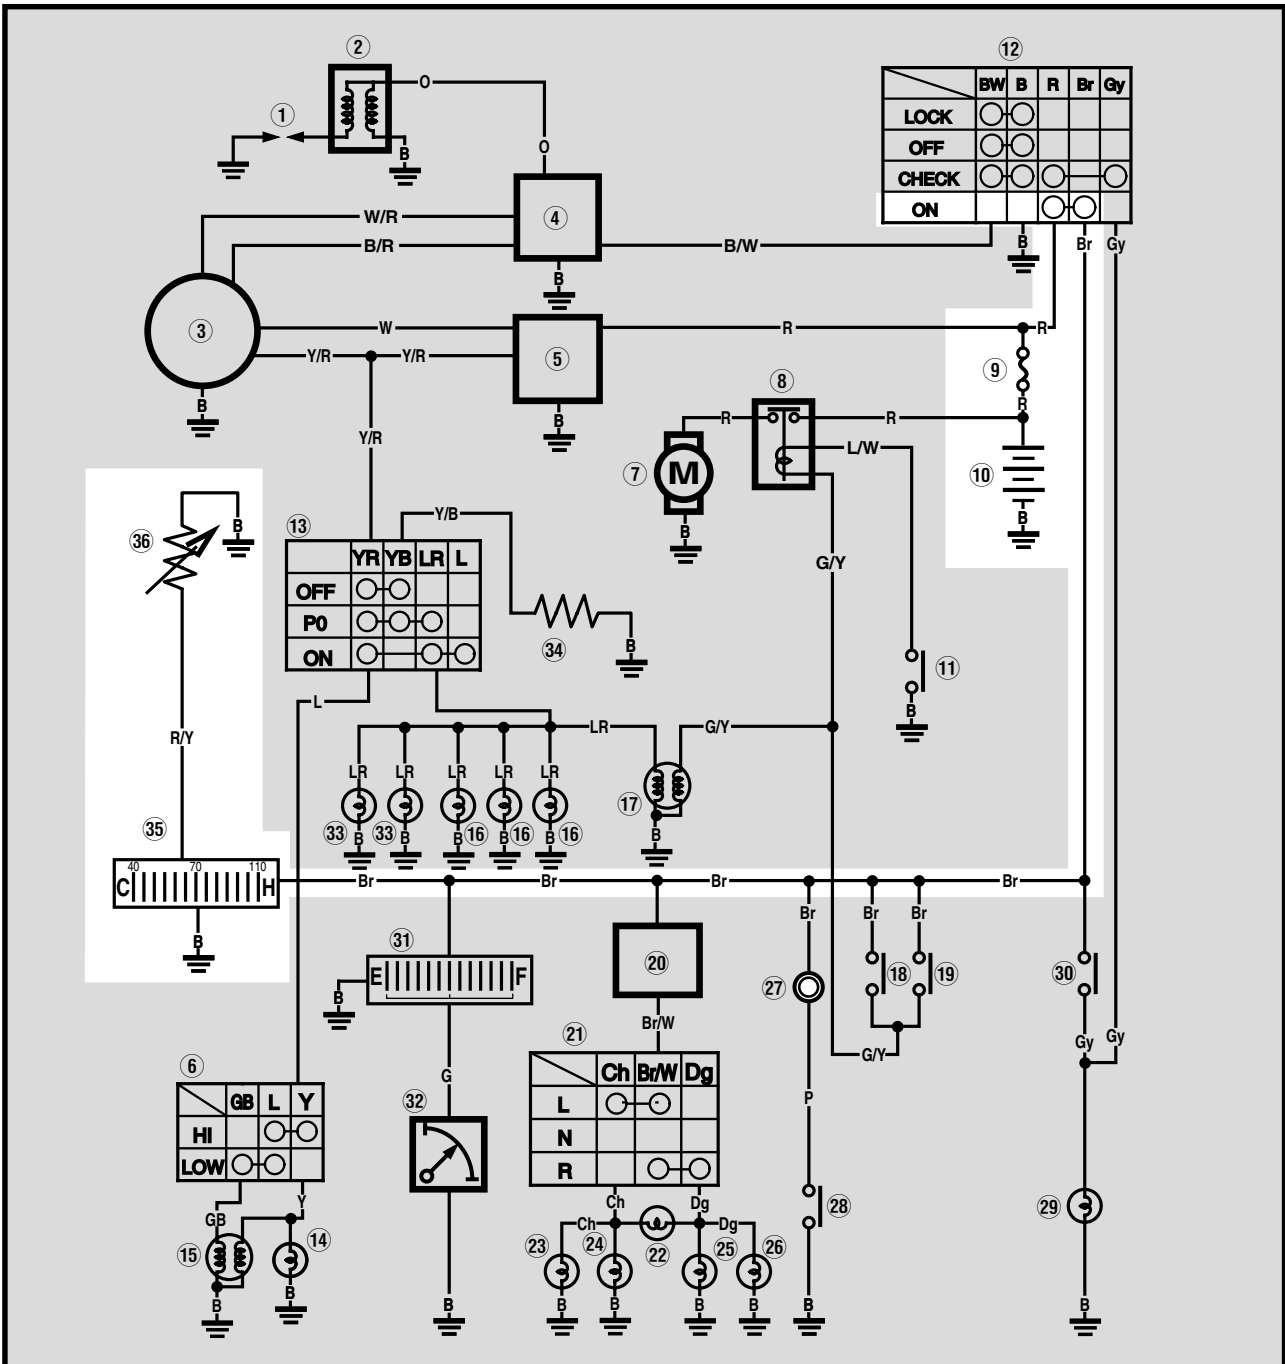 ② ⑫
O
BW B R Br Gy
①
LOCK
B O
OFF
CHECK
④
ON
W/R
B/R B/W B Br Gy
B
③ W R R
Y/R Y/R ⑤
⑨
⑧
B B R
R R
Y/R L/W
⑦ M ⑩
Y/B B
⑬ B B
㊱
YR YB LR L G/Y
OFF
P0
B
ON ㉞ ⑪
L B
LR G/Y
R/Y
LR LR LR LR LR
⑰
㉝ B ㉝ B B ⑯ B ⑯ B ⑯ B
㉟
40 70 110
C H Br Br Br Br
Br Br Br
B ㉛
⑳
E F ㉗ ⑱ ⑲ ㉚
B
Br/W
㉑ Gy Gy
G/Y
⑥ Ch Br/W Dg
G
㉜ P
GB L Y L
HI N
LOW R
Y Ch Dg ㉘ ㉙
GB Ch Dg
⑭ ㉓ ㉔ ㉒ ㉕ ㉖
⑮
B B B B B B B B B